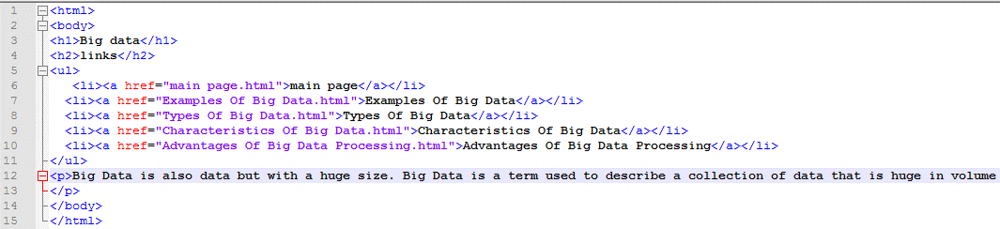 1 <html>
2 <body>
3 <h1>Big data</h1>
4 <h2>links</h2>
5 <ul>
6 <li><a href="main page.html">main page</a></li>
7 <li><a href="Examples Of Big Data.html">Examples Of Big Data</a></li>
8 <li><a href="Types Of Big Data.html">Types Of Big Data</a></li>
9 <li><a href="Characteristics Of Big Data.html">Characteristics Of Big Data</a></li>
10 <li><a href="Advantages Of Big Data Processing.html">Advantages Of Big Data Processing</a></li>
11 </ul>
12 <p>Big Data is also data but with a huge size. Big Data is a term used to describe a collection of data that is huge in volume
13 </p>
14 </body>
15 </html>